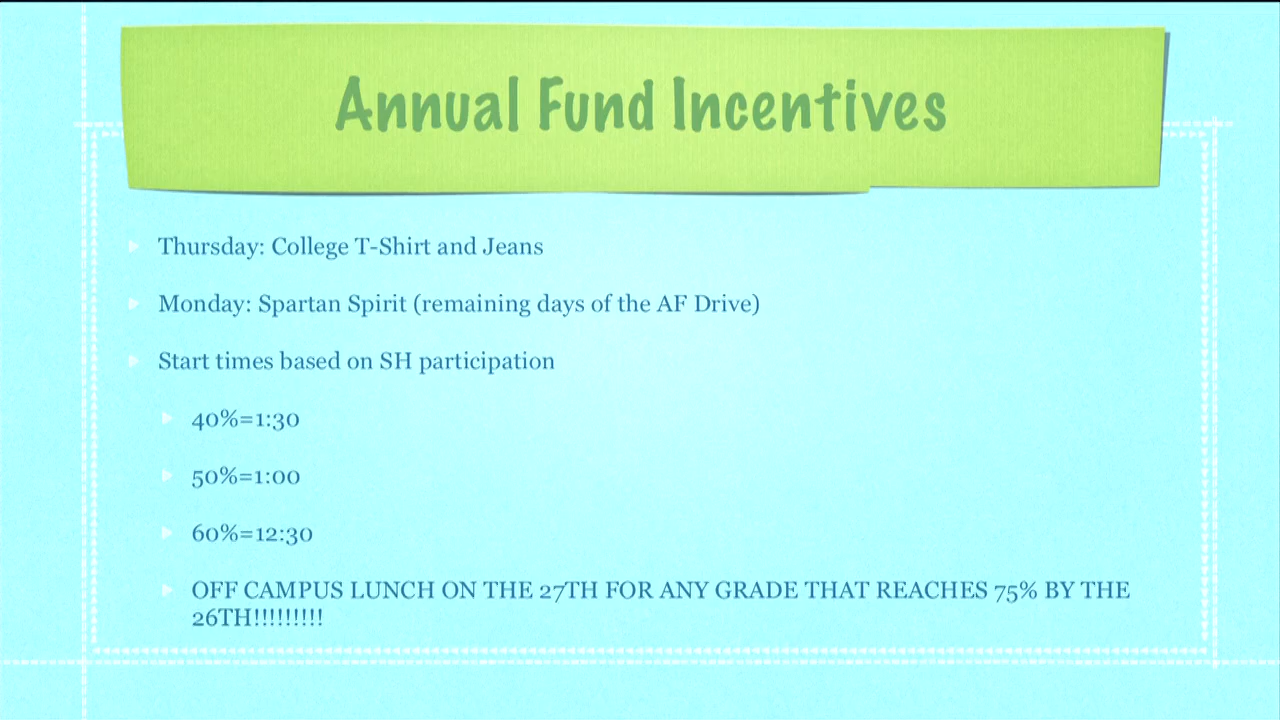 Annual Fund Incentives
Thursday: College T-Shirt and Jeans
Monday: Spartan Spirit (remaining days of the AF Drive)
Start times based on SH participation
40%=1:30
50%=1:00
60%=12:30
OFF CAMPUS LUNCH ON THE 27TH FOR ANY GRADE THAT REACHES 75% BY THE
26TH!!!!!!!!!